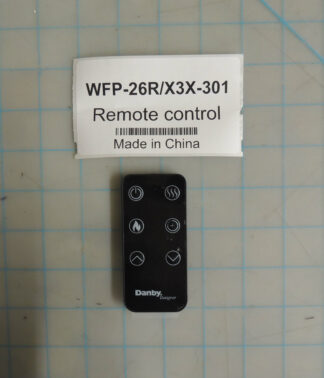 WFP-26R/X3X-301
Remote control
Made in China
Danby
Designer